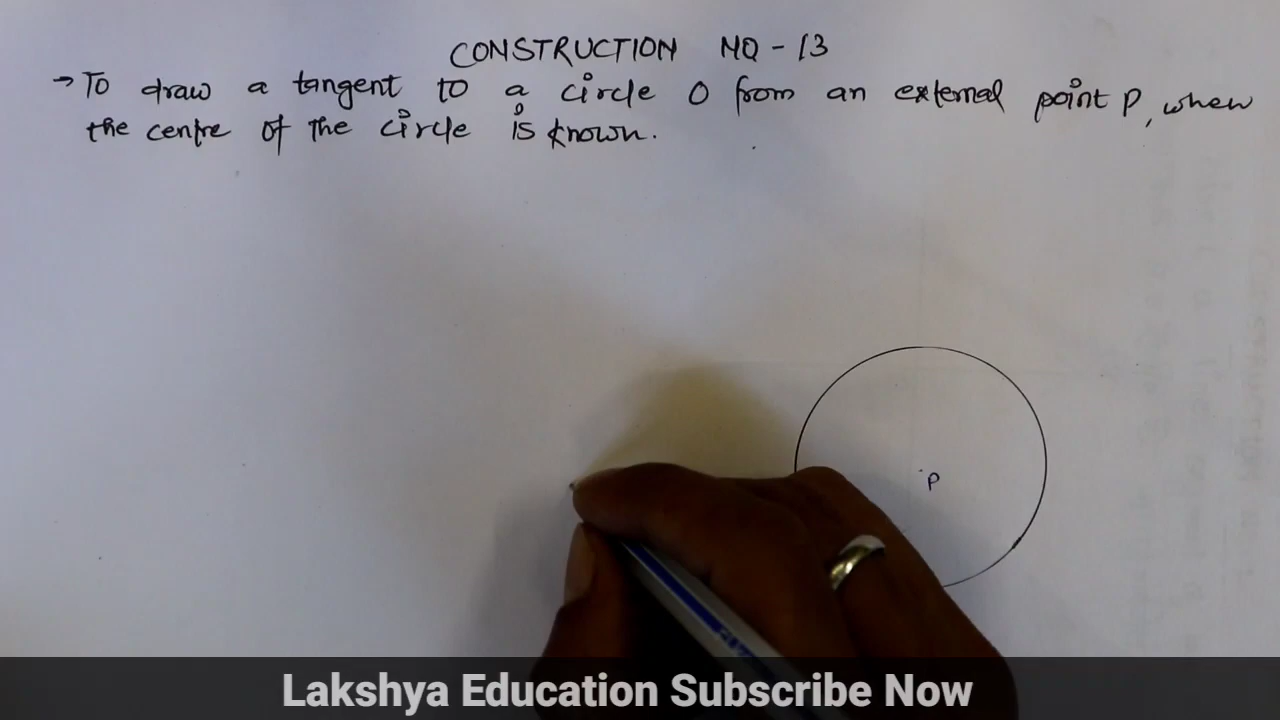 CONSTRUCTION NO - 13
→ To draw a tangent to a circle O from an external point P, when
the centre of the circle is known.
P
Lakshya Education Subscribe Now